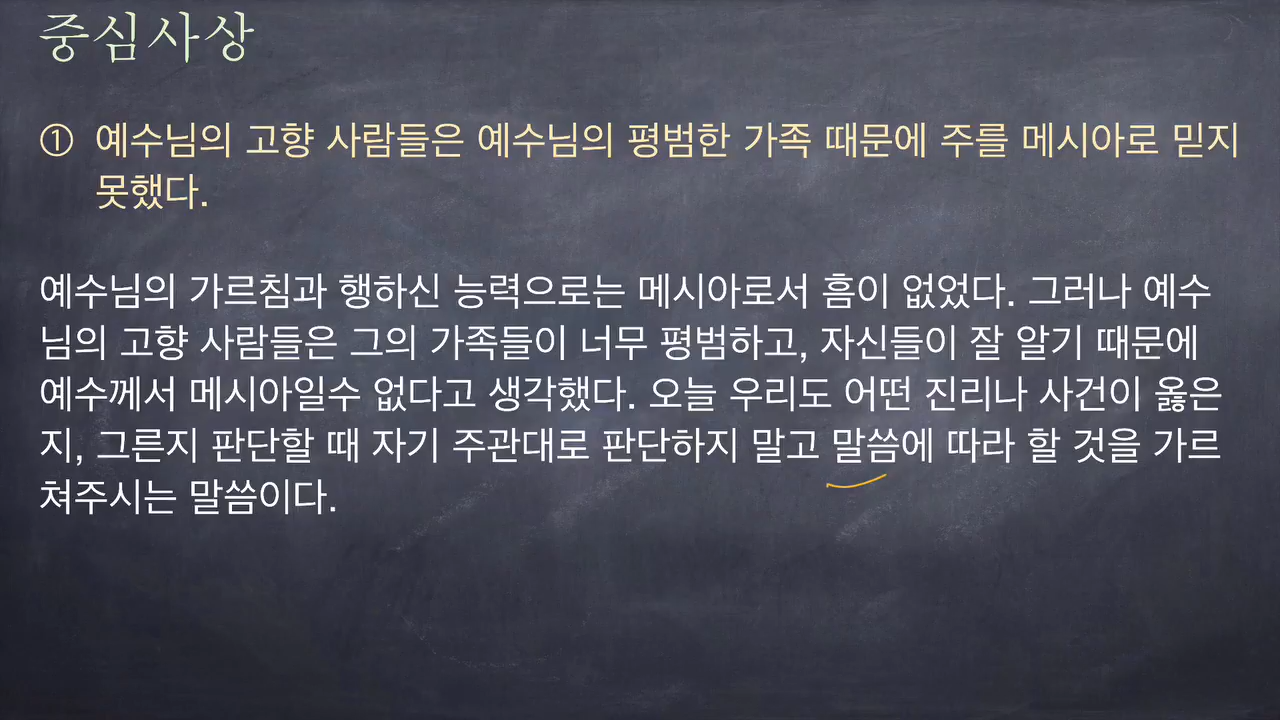 중심사상
① 예수님의 고향 사람들은 예수님의 평범한 가족 때문에 주를 메시아로 믿지
못했다.
예수님의 가르침과 행하신 능력으로는 메시아로서 흠이 없었다. 그러나 예수
님의 고향 사람들은 그의 가족들이 너무 평범하고, 자신들이 잘 알기 때문에
예수께서 메시아일수 없다고 생각했다. 오늘 우리도 어떤 진리나 사건이 옳은
지, 그른지 판단할 때 자기 주관대로 판단하지 말고 말씀에 따라 할 것을 가르
쳐주시는 말씀이다.